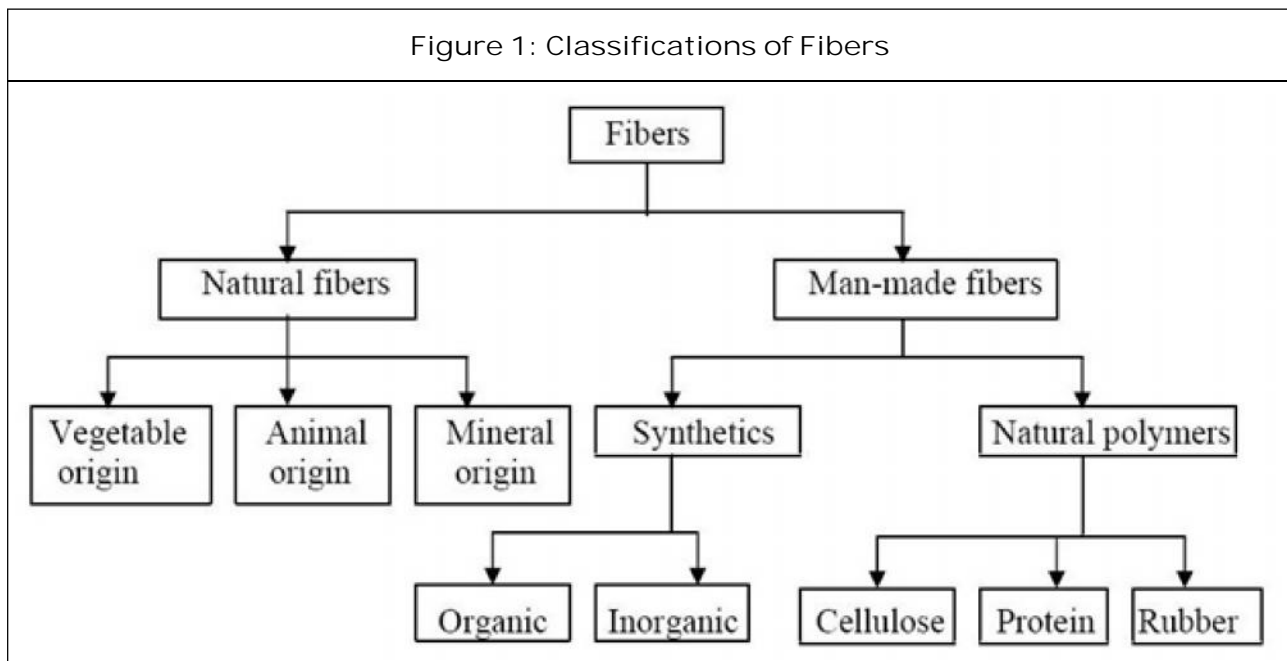 Figure 1: Classifications of Fibers
Fibers
Natural fibers
Man-made fibers
Vegetable
origin
Animal
origin
Mineral
origin
Synthetics
Natural polymers
Organic
Inorganic
Cellulose
Protein
Rubber